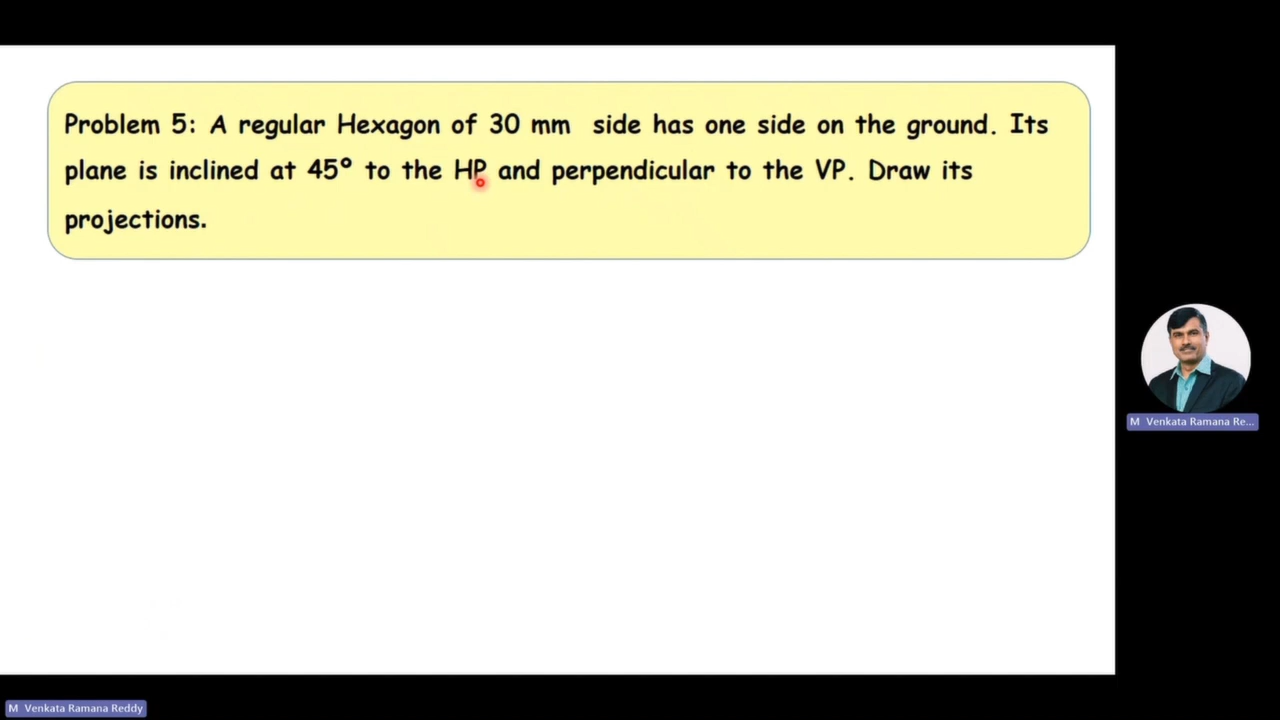 Problem 5: A regular Hexagon of 30 mm side has one side on the ground. Its
plane is inclined at 45º to the HP and perpendicular to the VP. Draw its
projections.
M Venkata Ramana Re...
M Venkata Ramana Reddy